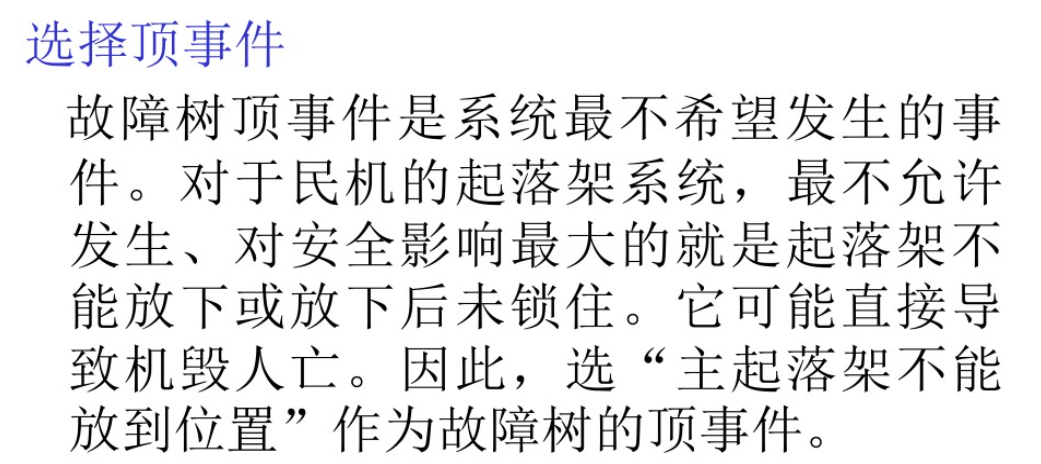 选择顶事件
故障树顶事件是系统最不希望发生的事
件。对于民机的起落架系统，最不允许
发生、对安全影响最大的就是起落架不
能放下或放下后未锁住。它可能直接导
致机毁人亡。因此，选“主起落架不能
放到位置”作为故障树的顶事件。